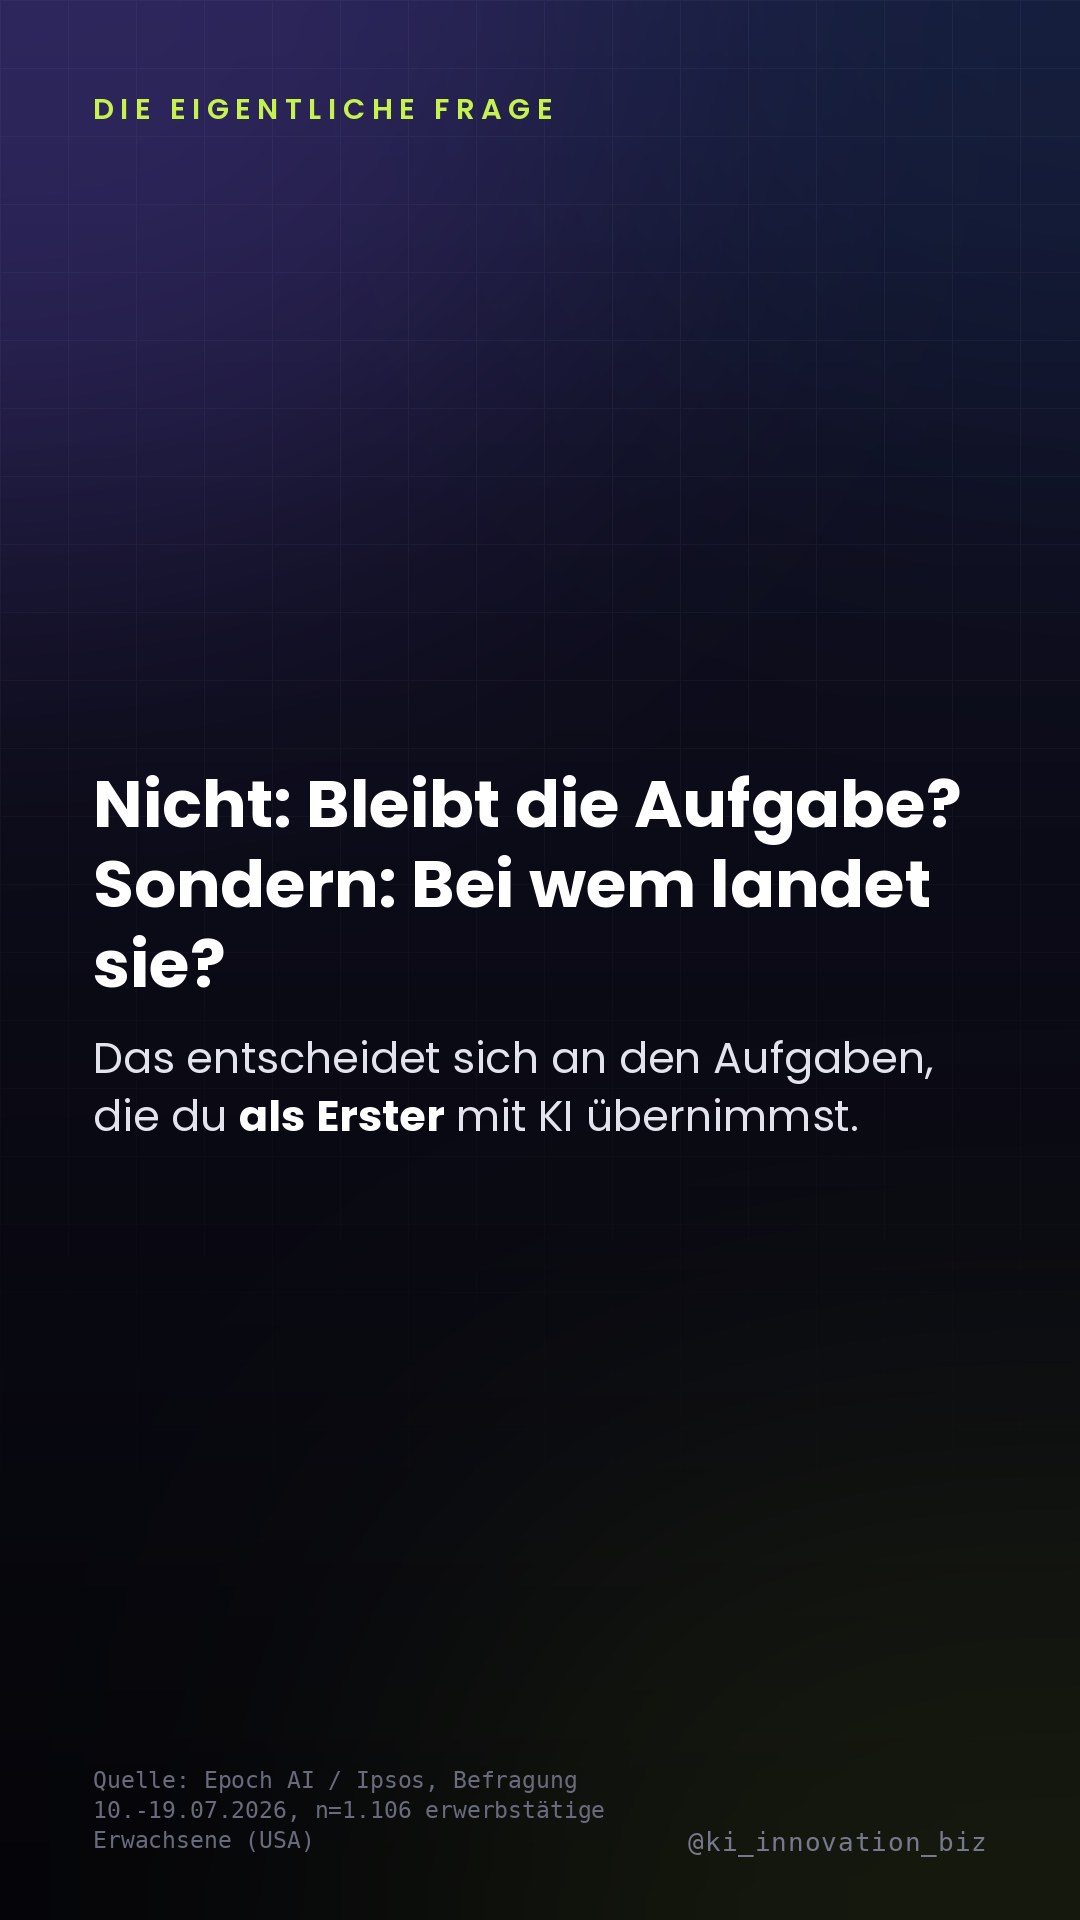 DIE EIGENTLICHE FRAGE
Nicht: Bleibt die Aufgabe?
Sondern: Bei wem landet
sie?
Das entscheidet sich an den Aufgaben,
die du als Erster mit KI übernimmst.
Quelle: Epoch AI / Ipsos, Befragung
10.-19.07.2026, n=1.106 erwerbstätige
Erwachsene (USA)
@ki_innovation_biz